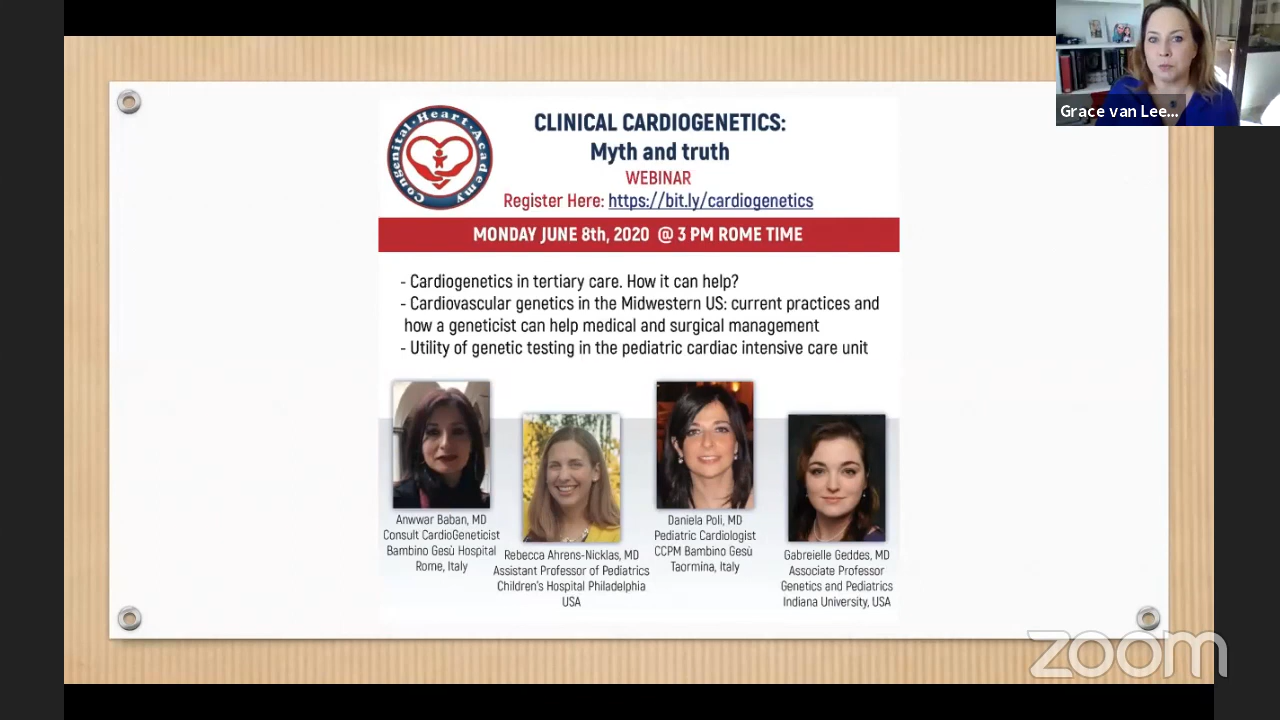 Grace van Lee...
Congenital Heart Academy
CLINICAL CARDIOGENETICS:
Myth and truth
WEBINAR
Register Here: https://bit.ly/cardiogenetics
MONDAY JUNE 8th, 2020 @ 3 PM ROME TIME
- Cardiogenetics in tertiary care. How it can help?
- Cardiovascular genetics in the Midwestern US: current practices and
how a geneticist can help medical and surgical management
- Utility of genetic testing in the pediatric cardiac intensive care unit
Anwwar Baban, MD
Consult CardioGeneticist
Bambino Gesù Hospital
Rome, Italy
Rebecca Ahrens-Nicklas, MD
Assistant Professor of Pediatrics
Children's Hospital Philadelphia
USA
Daniela Poli, MD
Pediatric Cardiologist
CCPM Bambino Gesù
Taormina, Italy
Gabreielle Geddes, MD
Associate Professor
Genetics and Pediatrics
Indiana University, USA
zoom